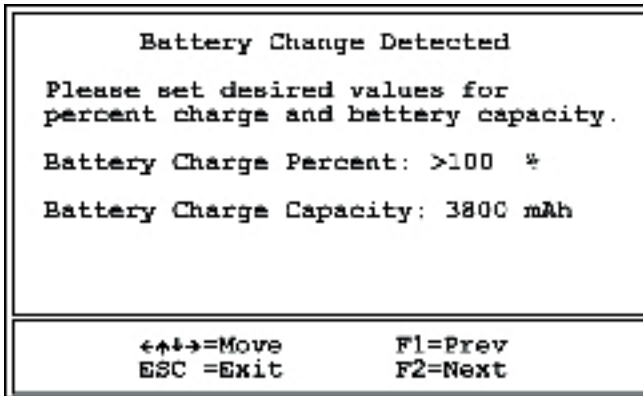 Battery Change Detected
Please set desired values for
percent charge and bettery capacity.
Battery Charge Percent: >100 %
Battery Charge Capacity: 3800 mAh
←↑↓→=Move F1=Prev
ESC =Exit F2=Next